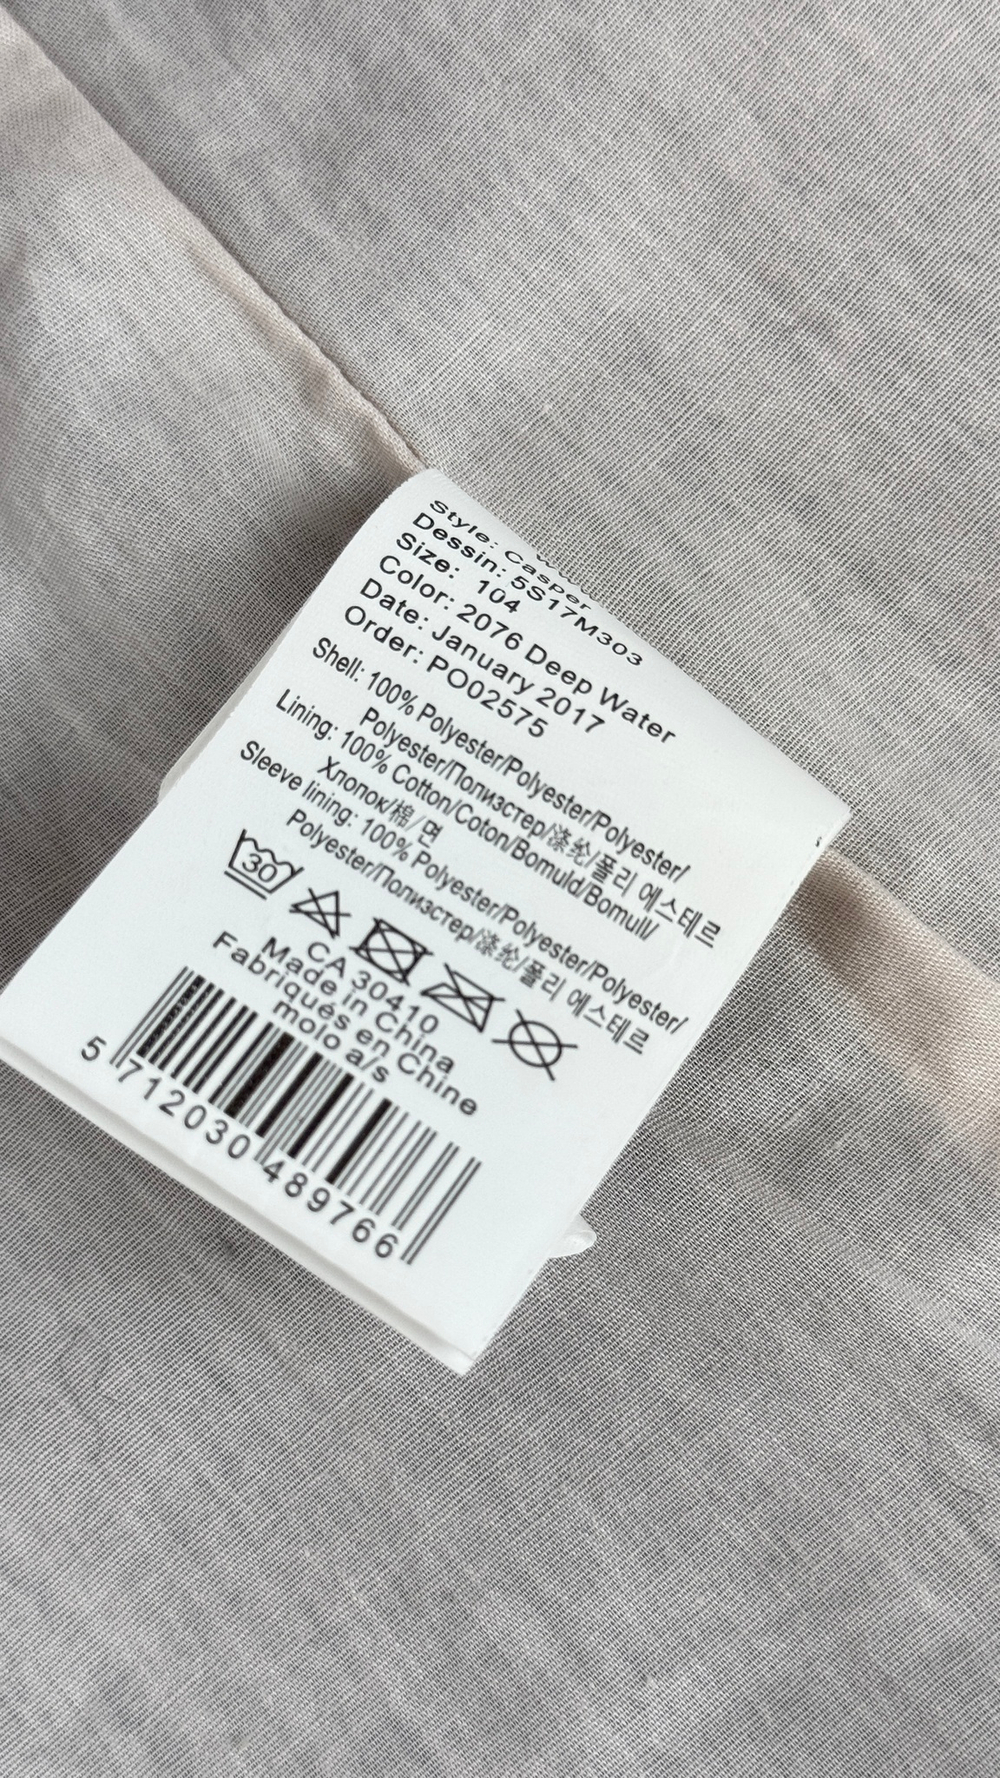 Style: Casper
Dessin: 5S17M303
Size: 104
Color: 2076 Deep Water
Date: January 2017
Order: PO02575
Shell: 100% Polyester/Polyester/Polyester/
Polyester/Полиэстер/涤纶/폴리 에스테르
Lining: 100% Cotton/Coton/Bomuld/Bomull/
Хлопок/棉/면
Sleeve lining: 100% Polyester/Polyester/Polyester/
Polyester/Полиэстер/涤纶/폴리 에스테르
30
CA 30410
Made in China
Fabriqués en Chine
molo a/s
5 712030 489766